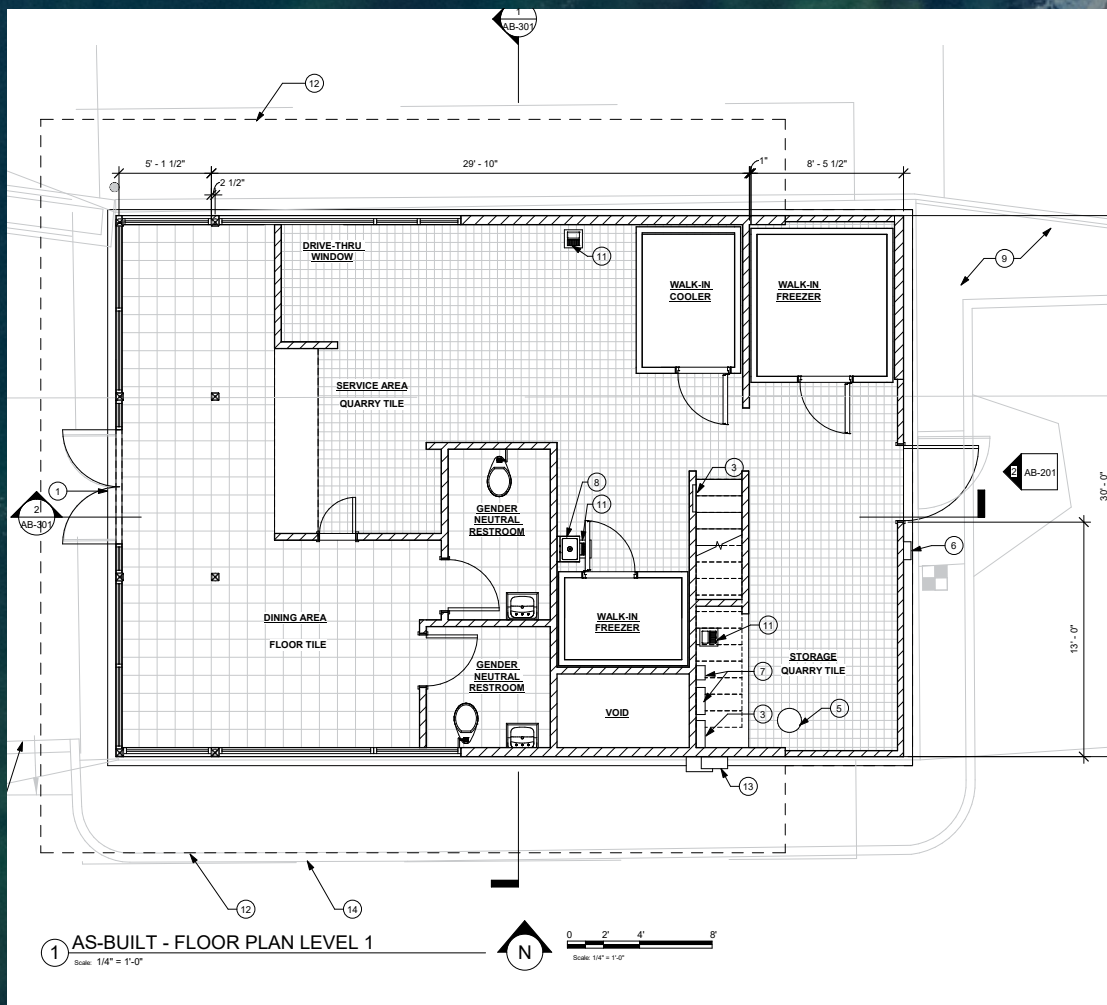 1
AB-301
12
5' - 1 1/2"
29' - 10"
1"
8' - 5 1/2"
2 1/2"
DRIVE-THRU
WINDOW
11
WALK-IN
COOLER
WALK-IN
FREEZER
9
SERVICE AREA
QUARRY TILE
3
2
AB-201
30' - 0"
1
2
AB-301
8
11
GENDER
NEUTRAL
RESTROOM
6
DINING AREA
FLOOR TILE
WALK-IN
FREEZER
11
13' - 0"
STORAGE
QUARRY TILE
GENDER
NEUTRAL
RESTROOM
7
VOID
5
3
13
12
14
1
AS-BUILT - FLOOR PLAN LEVEL 1
Scale: 1/4" = 1'-0"
N
0 2' 4' 8'
Scale: 1/4" = 1'-0"